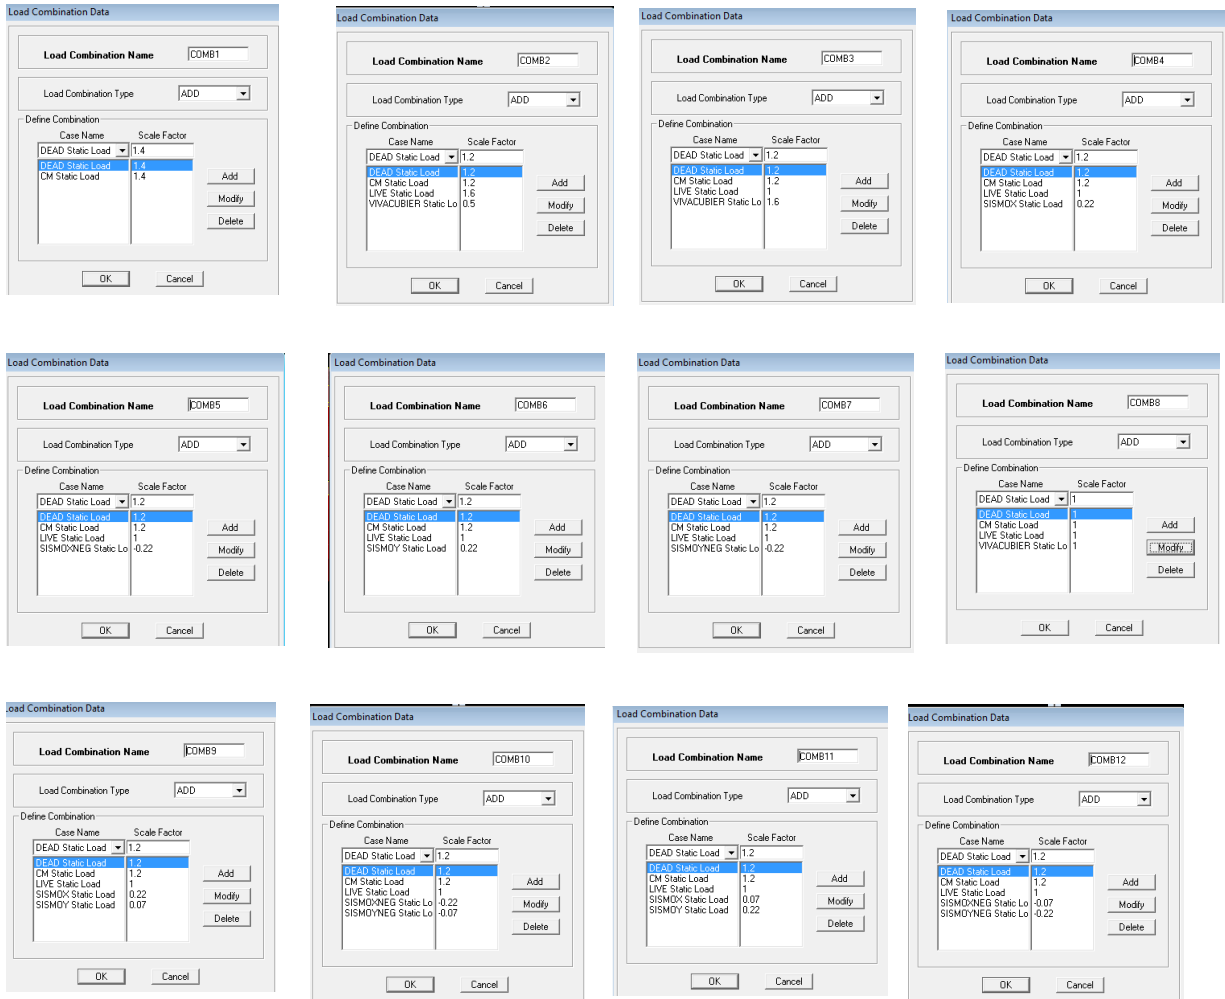 Load Combination Data
Load Combination Name COMB1
Load Combination Type ADD
Define Combination
Case Name Scale Factor
DEAD Static Load 1.4
DEAD Static Load 1.4
CM Static Load 1.4
Add
Modify
Delete
OK Cancel
Load Combination Data
Load Combination Name COMB2
Load Combination Type ADD
Define Combination
Case Name Scale Factor
DEAD Static Load 1.2
DEAD Static Load 1.2
CM Static Load 1.2
LIVE Static Load 1.6
VIVACUBIER Static Lo 0.5
Add
Modify
Delete
OK Cancel
Load Combination Data
Load Combination Name COMB3
Load Combination Type ADD
Define Combination
Case Name Scale Factor
DEAD Static Load 1.2
DEAD Static Load 1.2
CM Static Load 1.2
LIVE Static Load 1
VIVACUBIER Static Lo 1.6
Add
Modify
Delete
OK Cancel
Load Combination Data
Load Combination Name COMB4
Load Combination Type ADD
Define Combination
Case Name Scale Factor
DEAD Static Load 1.2
DEAD Static Load 1.2
CM Static Load 1.2
LIVE Static Load 1
SISMOX Static Load 0.22
Add
Modify
Delete
OK Cancel
Load Combination Data
Load Combination Name COMB5
Load Combination Type ADD
Define Combination
Case Name Scale Factor
DEAD Static Load 1.2
DEAD Static Load 1.2
CM Static Load 1.2
LIVE Static Load 1
SISMOXNEG Static Lo -0.22
Add
Modify
Delete
OK Cancel
Load Combination Data
Load Combination Name COMB6
Load Combination Type ADD
Define Combination
Case Name Scale Factor
DEAD Static Load 1.2
DEAD Static Load 1.2
CM Static Load 1.2
LIVE Static Load 1
SISMOY Static Load 0.22
Add
Modify
Delete
OK Cancel
Load Combination Data
Load Combination Name COMB7
Load Combination Type ADD
Define Combination
Case Name Scale Factor
DEAD Static Load 1.2
DEAD Static Load 1.2
CM Static Load 1.2
LIVE Static Load 1
SISMOYNEG Static Lo -0.22
Add
Modify
Delete
OK Cancel
Load Combination Data
Load Combination Name COMB8
Load Combination Type ADD
Define Combination
Case Name Scale Factor
DEAD Static Load 1
DEAD Static Load 1
CM Static Load 1
LIVE Static Load 1
VIVACUBIER Static Lo 1
Add
Modify
Delete
OK Cancel
Load Combination Data
Load Combination Name COMB9
Load Combination Type ADD
Define Combination
Case Name Scale Factor
DEAD Static Load 1.2
DEAD Static Load 1.2
CM Static Load 1.2
LIVE Static Load 1
SISMOX Static Load 0.22
SISMOY Static Load 0.07
Add
Modify
Delete
OK Cancel
Load Combination Data
Load Combination Name COMB10
Load Combination Type ADD
Define Combination
Case Name Scale Factor
DEAD Static Load 1.2
DEAD Static Load 1.2
CM Static Load 1.2
LIVE Static Load 1
SISMOXNEG Static Lo -0.22
SISMOYNEG Static Lo -0.07
Add
Modify
Delete
OK Cancel
Load Combination Data
Load Combination Name COMB11
Load Combination Type ADD
Define Combination
Case Name Scale Factor
DEAD Static Load 1.2
DEAD Static Load 1.2
CM Static Load 1.2
LIVE Static Load 1
SISMOX Static Load 0.07
SISMOY Static Load 0.22
Add
Modify
Delete
OK Cancel
Load Combination Data
Load Combination Name COMB12
Load Combination Type ADD
Define Combination
Case Name Scale Factor
DEAD Static Load 1.2
DEAD Static Load 1.2
CM Static Load 1.2
LIVE Static Load 1
SISMOXNEG Static Lo -0.07
SISMOYNEG Static Lo -0.22
Add
Modify
Delete
OK Cancel